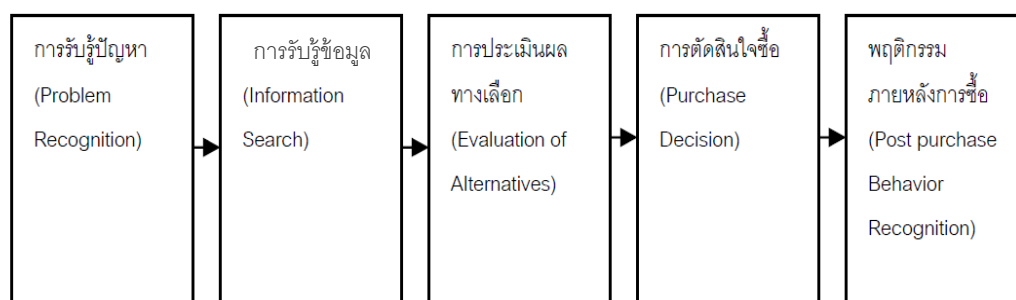 การรับรู้ปัญหา
(Problem
Recognition)
การรับรู้ข้อมูล
(Information
Search)
การประเมินผล
ทางเลือก
(Evaluation of
Alternatives)
การตัดสินใจซื้อ
(Purchase
Decision)
พฤติกรรม
ภายหลังการซื้อ
(Post purchase
Behavior
Recognition)